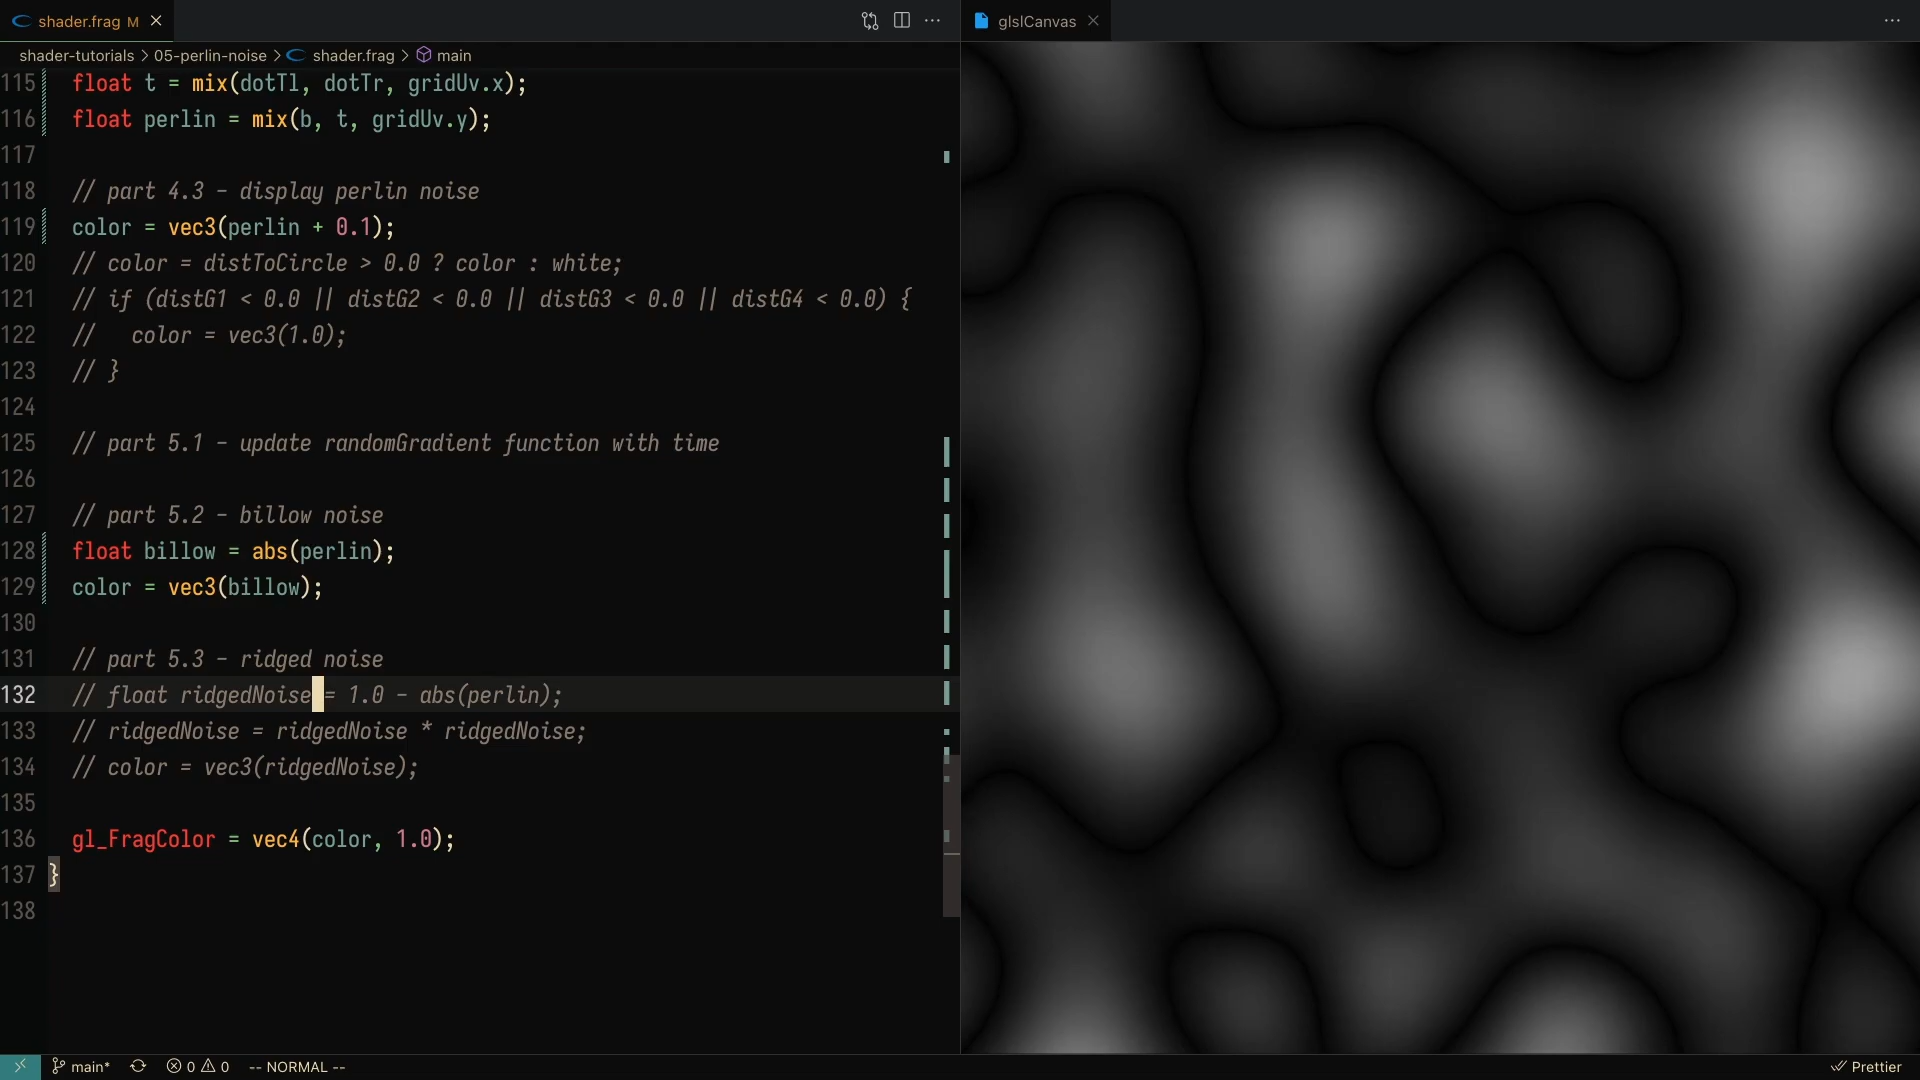 shader.frag M
glslCanvas
shader-tutorials > 05-perlin-noise > shader.frag > main
115 float t = mix(dotTl, dotTr, gridUv.x);
116 float perlin = mix(b, t, gridUv.y);
117
118 // part 4.3 - display perlin noise
119 color = vec3(perlin + 0.1);
120 // color = distToCircle > 0.0 ? color : white;
121 // if (distG1 < 0.0 || distG2 < 0.0 || distG3 < 0.0 || distG4 < 0.0) {
122 //   color = vec3(1.0);
123 // }
124
125 // part 5.1 - update randomGradient function with time
126
127 // part 5.2 - billow noise
128 float billow = abs(perlin);
129 color = vec3(billow);
130
131 // part 5.3 - ridged noise
132 // float ridgedNoise = 1.0 - abs(perlin);
133 // ridgedNoise = ridgedNoise * ridgedNoise;
134 // color = vec3(ridgedNoise);
135
136 gl_FragColor = vec4(color, 1.0);
137 }
138
main* 0 0 -- NORMAL -- Prettier